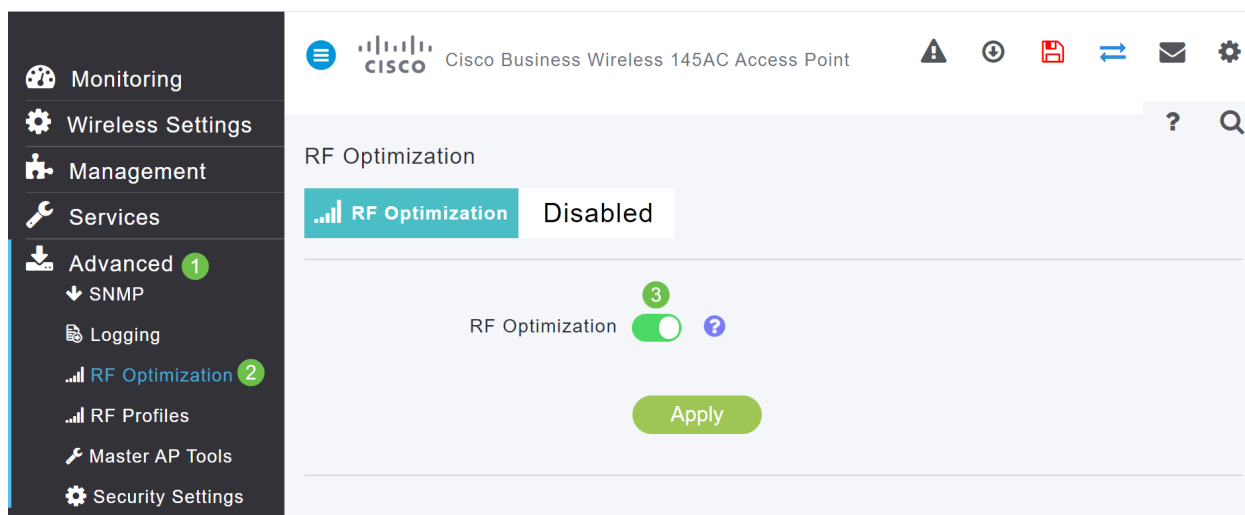 CISCO Cisco Business Wireless 145AC Access Point
Monitoring
Wireless Settings
Management
Services
Advanced 1
SNMP
Logging
RF Optimization 2
RF Profiles
Master AP Tools
Security Settings
?
RF Optimization
RF Optimization Disabled
3
RF Optimization ?
Apply